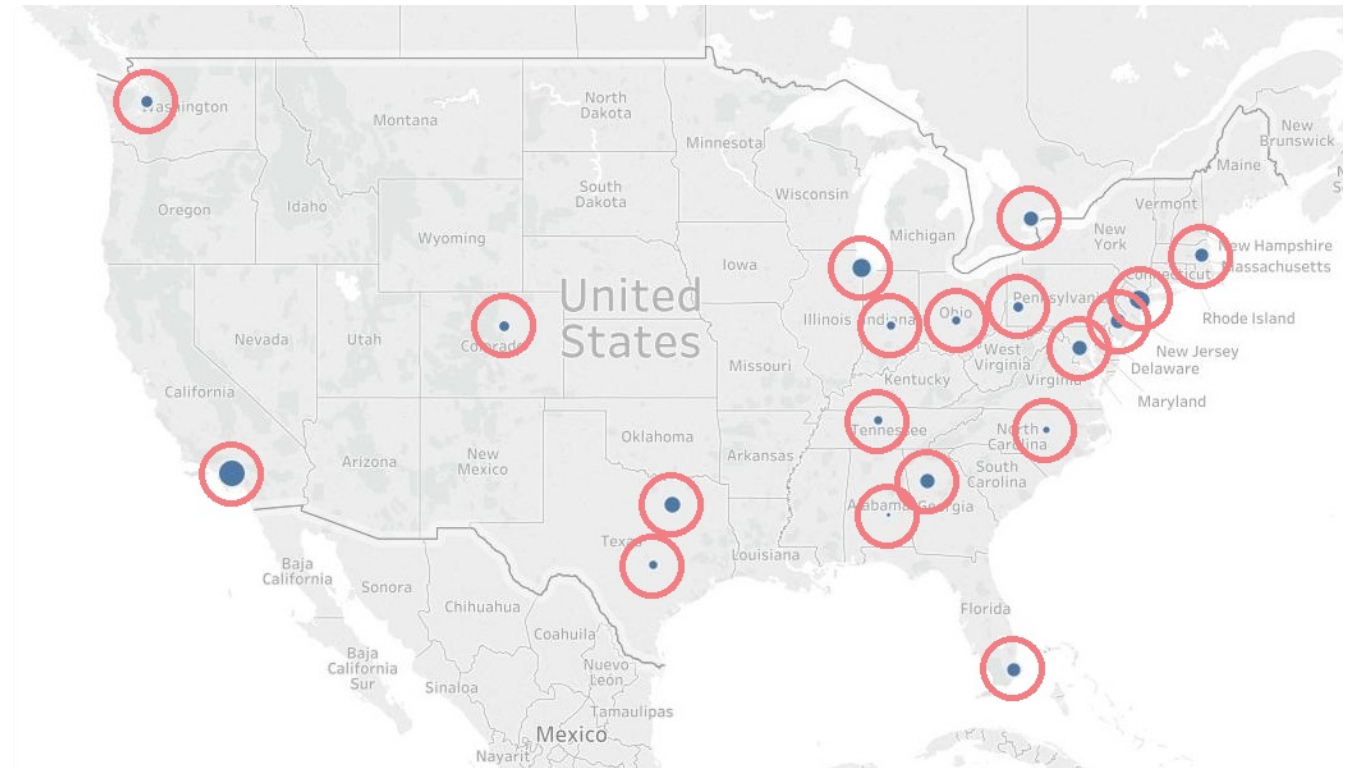 Washington
Montana
North
Dakota
Minnesota
New
Brunswick
Maine
Oregon
Idaho
South
Dakota
Wisconsin
Michigan
Vermont
New
York
Wyoming
Iowa
New Hampshire
Massachusetts
Connecticut
United
States
Nevada
Utah
Colorado
Illinois
Indiana
Ohio
Pennsylvania
Rhode Island
New Jersey
Delaware
Maryland
West
Virginia
Virginia
California
Missouri
Kentucky
Arizona
New
Mexico
Oklahoma
Arkansas
Tennessee
North
Carolina
South
Carolina
Alabama
Georgia
Texas
Louisiana
Florida
Baja
California
Sonora
Chihuahua
Coahuila
Baja
California
Sur
Sinaloa
Nuevo
León
Tamaulipas
Mexico
Nayarit